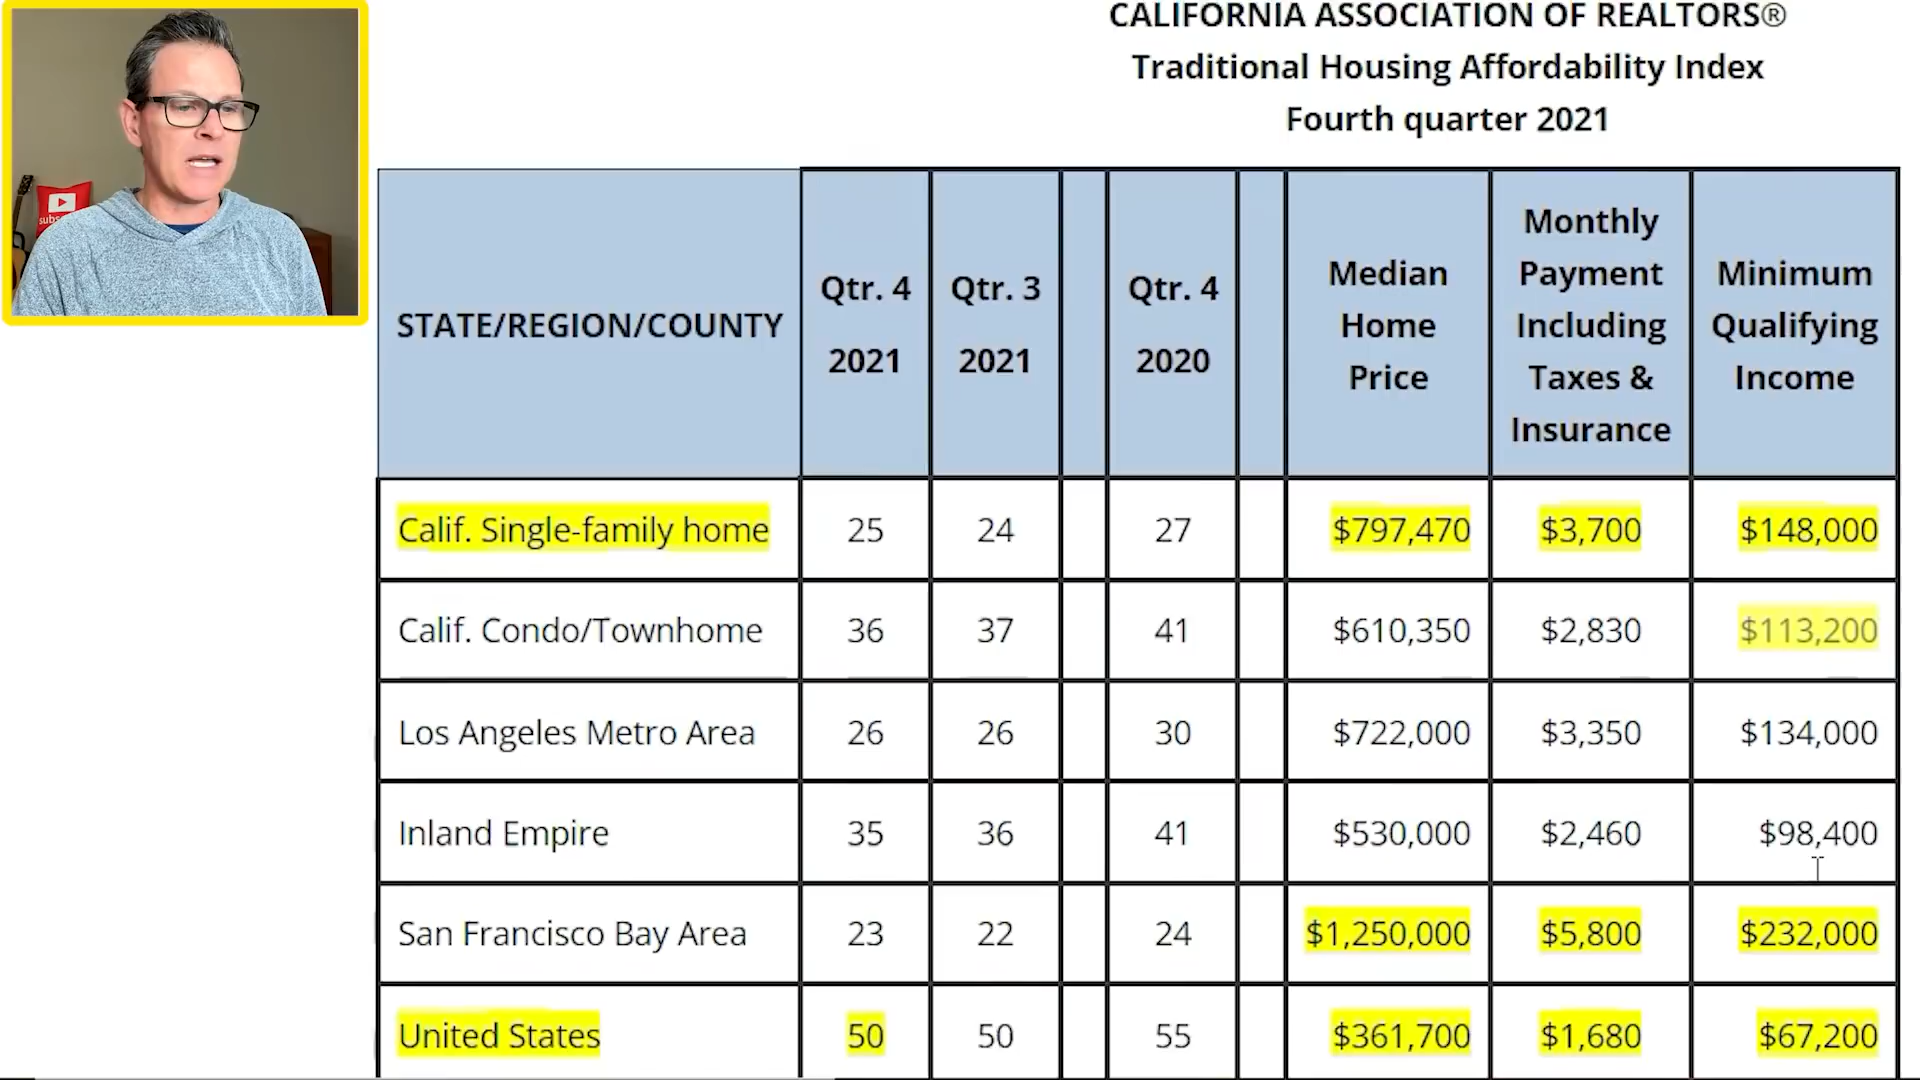 CALIFORNIA ASSOCIATION OF REALTORS®
Traditional Housing Affordability Index
Fourth quarter 2021
STATE/REGION/COUNTY Qtr. 4 2021 Qtr. 3 2021 Qtr. 4 2020 Median Home Price Monthly Payment Including Taxes & Insurance Minimum Qualifying Income
Calif. Single-family home 25 24 27 $797,470 $3,700 $148,000
Calif. Condo/Townhome 36 37 41 $610,350 $2,830 $113,200
Los Angeles Metro Area 26 26 30 $722,000 $3,350 $134,000
Inland Empire 35 36 41 $530,000 $2,460 $98,400
San Francisco Bay Area 23 22 24 $1,250,000 $5,800 $232,000
United States 50 50 55 $361,700 $1,680 $67,200